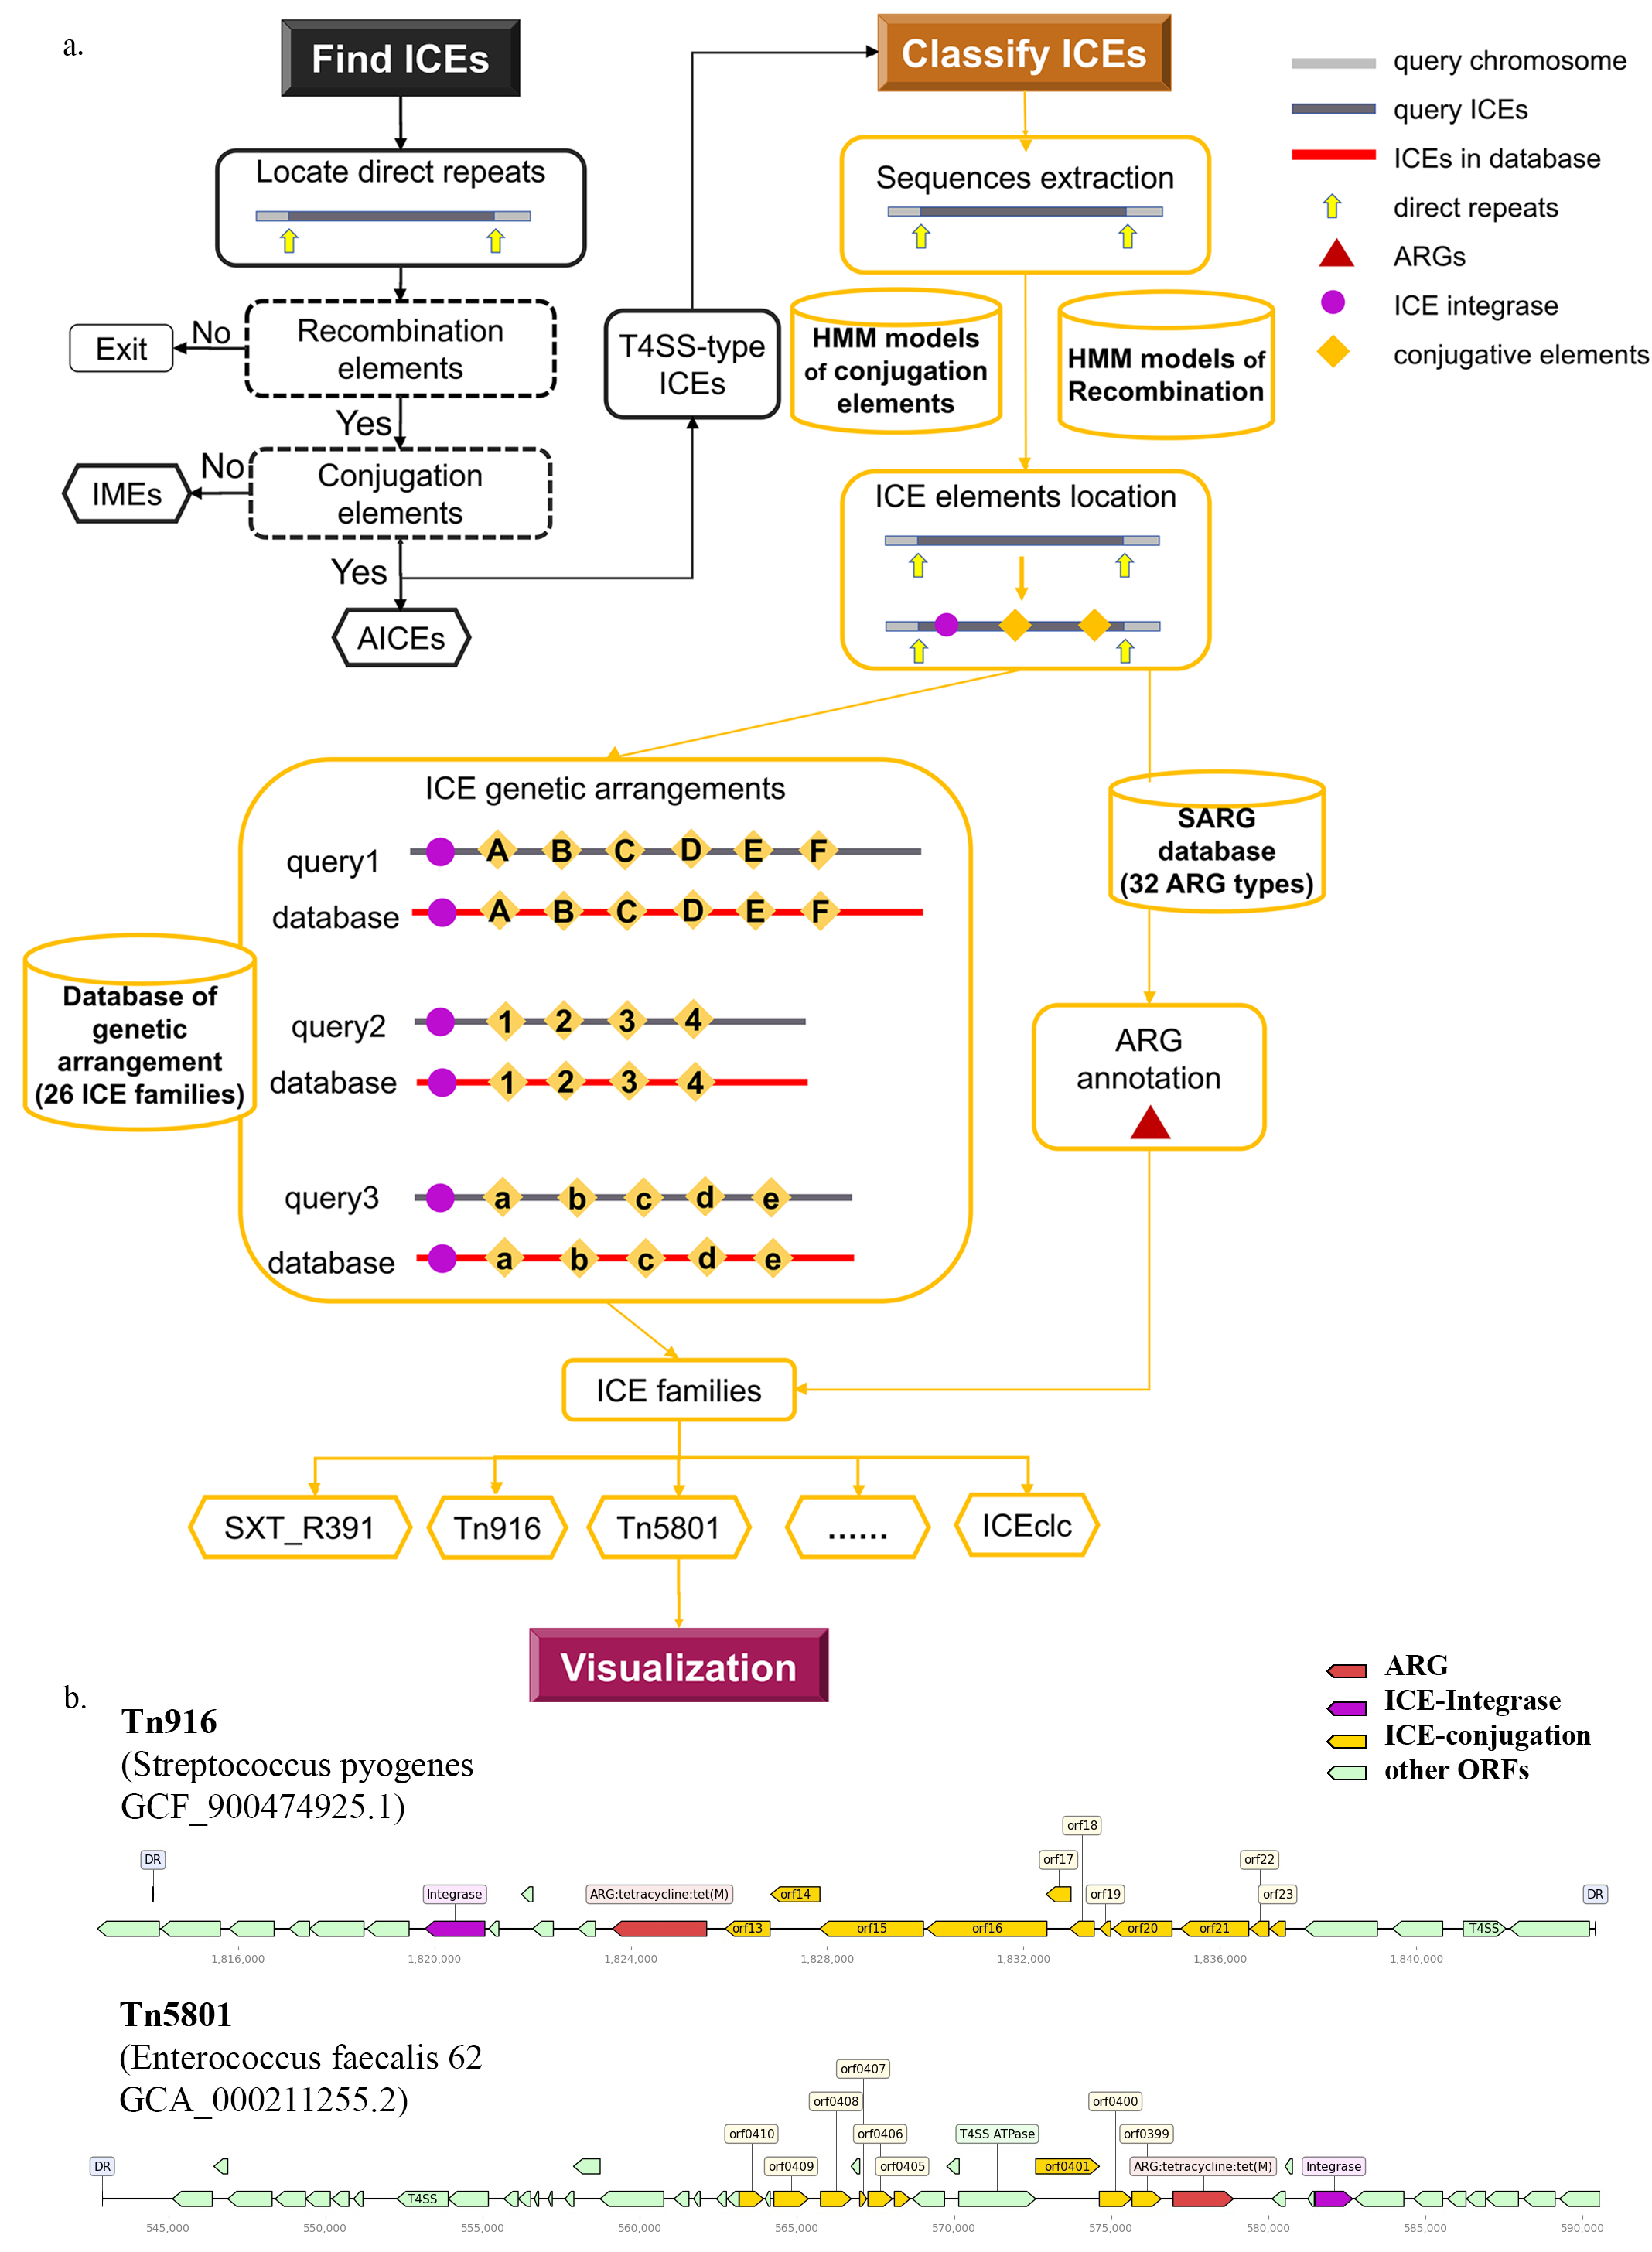 a.
Find ICEs
Classify ICEs
query chromosome
query ICEs
ICEs in database
direct repeats
ARGs
ICE integrase
conjugative elements
Locate direct repeats
Sequences extraction
Recombination
elements
No
Exit
Yes
T4SS-type
ICEs
HMM models
of conjugation
elements
HMM models of
Recombination
Conjugation
elements
No
IMEs
Yes
AICEs
ICE elements location
ICE genetic arrangements
query1
A B C D E F
database
A B C D E F
query2
1 2 3 4
database
1 2 3 4
query3
a b c d e
database
a b c d e
Database of
genetic
arrangement
(26 ICE families)
SARG
database
(32 ARG types)
ARG
annotation
ICE families
SXT_R391
Tn916
Tn5801
......
ICEclc
Visualization
b.
ARG
ICE-Integrase
ICE-conjugation
other ORFs
Tn916
(Streptococcus pyogenes
GCF_900474925.1)
orf18
DR
orf17
orf22
Integrase
ARG:tetracycline:tet(M)
orf14
orf19
orf23
DR
orf13
orf15
orf16
orf20
orf21
T4SS
1,816,000
1,820,000
1,824,000
1,828,000
1,832,000
1,836,000
1,840,000
Tn5801
(Enterococcus faecalis 62
GCA_000211255.2)
orf0407
orf0408
orf0400
orf0410
orf0406
T4SS ATPase
orf0399
DR
orf0409
orf0405
orf0401
ARG:tetracycline:tet(M)
Integrase
T4SS
545,000
550,000
555,000
560,000
565,000
570,000
575,000
580,000
585,000
590,000